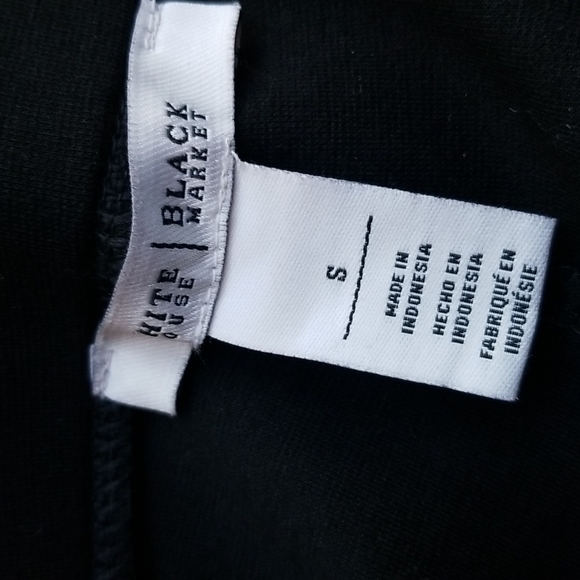 HITE | BLACK
OUSE | MARKET
S
MADE IN
INDONESIA
HECHO EN
INDONESIA
FABRIQUÉ EN
INDONÉSIE